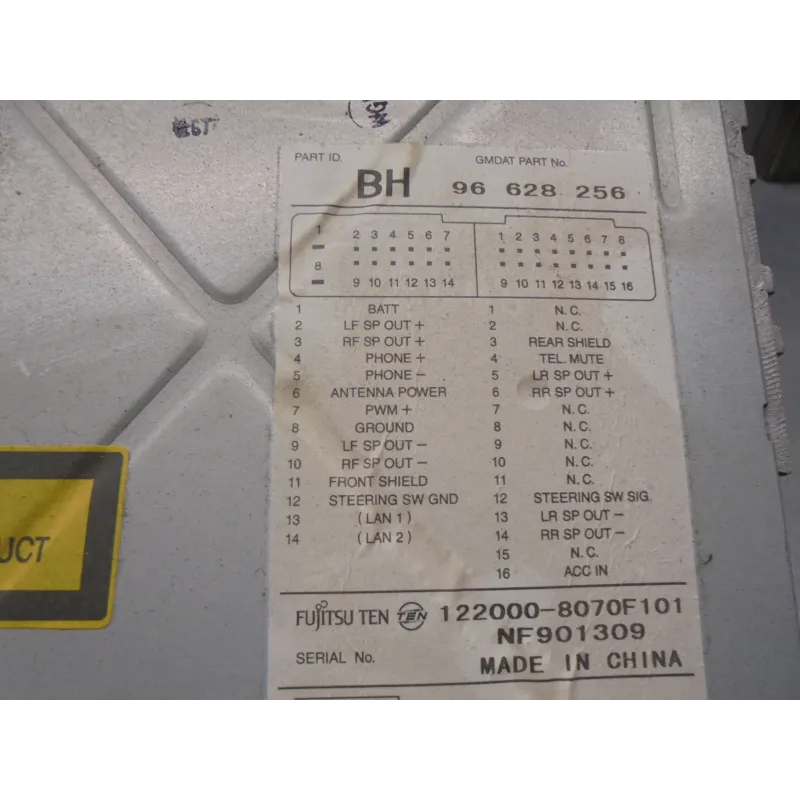 PART ID. GMDAT PART No.
BH 96 628 256
1 2 3 4 5 6 7 1 2 3 4 5 6 7 8
8 9 10 11 12 13 14 9 10 11 12 13 14 15 16
1 BATT 1 N.C.
2 LF SP OUT + 2 N.C.
3 RF SP OUT + 3 REAR SHIELD
4 PHONE + 4 TEL. MUTE
5 PHONE - 5 LR SP OUT +
6 ANTENNA POWER 6 RR SP OUT +
7 PWM + 7 N.C.
8 GROUND 8 N.C.
9 LF SP OUT - 9 N.C.
10 RF SP OUT - 10 N.C.
11 FRONT SHIELD 11 N.C.
12 STEERING SW GND 12 STEERING SW SIG.
13 (LAN 1) 13 LR SP OUT -
14 (LAN 2) 14 RR SP OUT -
15 N.C.
16 ACC IN
UCT
FUJITSU TEN TEN 122000-8070F101
NF901309
SERIAL No. MADE IN CHINA